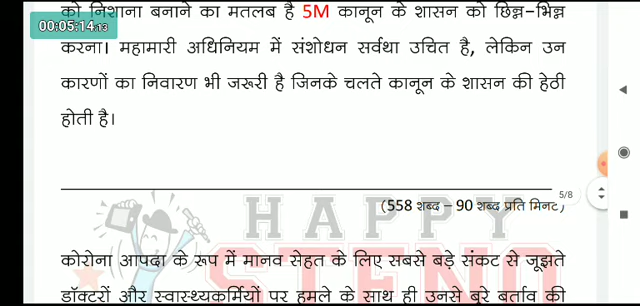 को निशाना बनाने का मतलब है 5M कानून के शासन को छिन्न-भिन्न
00:05:14:13
करना। महामारी अधिनियम में संशोधन सर्वथा उचित है, लेकिन उन
कारणों का निवारण भी जरूरी है जिनके चलते कानून के शासन की हेठी
होती है।
5/8
(558 शब्द – 90 शब्द प्रति मिनट)
HAPPY
STENO
कोरोना आपदा के रूप में मानव सेहत के लिए सबसे बड़े संकट से जूझते
डॉक्टरों और स्वास्थ्यकर्मियों पर हमले के साथ ही उनसे बुरे बर्ताव की